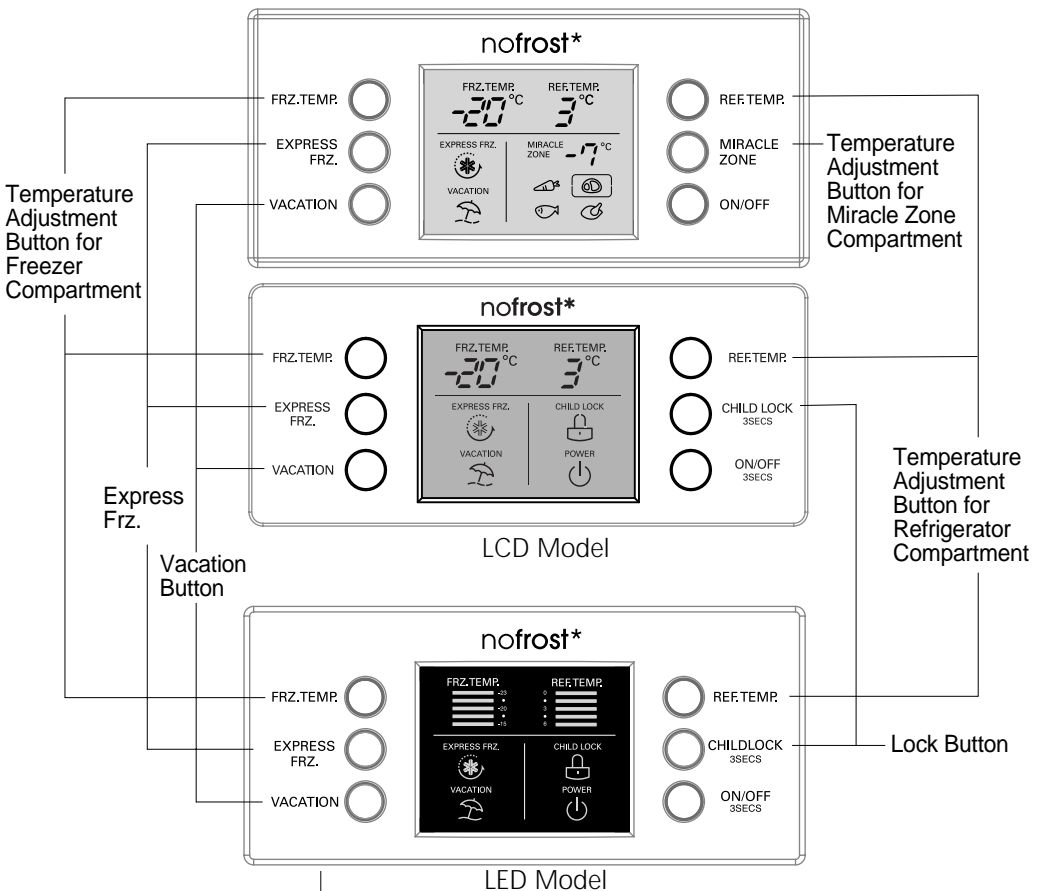 nofrost*
FRZ.TEMP.
EXPRESS
FRZ.
VACATION
FRZ.TEMP.
-20 °C
REF.TEMP.
3 °C
EXPRESS FRZ.
MIRACLE
ZONE
-7 °C
VACATION
REF.TEMP.
MIRACLE
ZONE
ON/OFF
Temperature
Adjustment
Button for
Freezer
Compartment
Temperature
Adjustment
Button for
Miracle Zone
Compartment
nofrost*
FRZ.TEMP.
EXPRESS
FRZ.
VACATION
FRZ.TEMP.
-20 °C
REF.TEMP.
3 °C
EXPRESS FRZ.
CHILD LOCK
VACATION
POWER
REF.TEMP.
CHILD LOCK
3SECS
ON/OFF
3SECS
LCD Model
Express
Frz.
Vacation
Button
Temperature
Adjustment
Button for
Refrigerator
Compartment
nofrost*
FRZ.TEMP.
EXPRESS
FRZ.
VACATION
FRZ.TEMP.
-23
-20
-15
REF.TEMP.
0
3
6
EXPRESS FRZ.
CHILD LOCK
VACATION
POWER
REF.TEMP.
CHILDLOCK
3SECS
ON/OFF
3SECS
Lock Button
LED Model